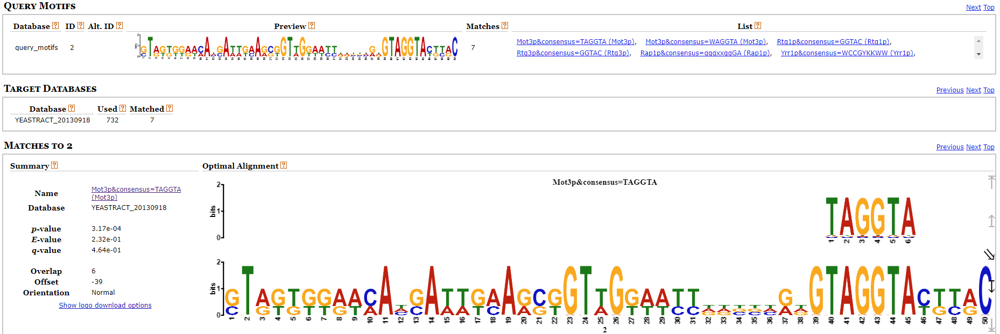 QUERY MOTIFS
Next Top
Database ? ID ? Alt. ID ? Preview ? Matches ? List ?
query_motifs 2 7
Mot3p&consensus=TAGGTA (Mot3p), Mot3p&consensus=WAGGTA (Mot3p), Rtg1p&consensus=GGTAC (Rtg1p),
Rtg3p&consensus=GGTAC (Rtg3p), Rap1p&consensus=gggxxggGA (Rap1p), Yrr1p&consensus=WCCGYKKWW (Yrr1p),
TARGET DATABASES
Previous Next Top
Database ? Used ? Matched ?
YEASTRACT_20130918 732 7
MATCHES TO 2
Previous Next Top
Summary ?
Name Mot3p&consensus=TAGGTA
(Mot3p)
Database YEASTRACT_20130918
p-value 3.17e-04
E-value 2.32e-01
q-value 4.64e-01
Overlap 6
Offset -39
Orientation Normal
Show logo download options
Optimal Alignment ?
Mot3p&consensus=TAGGTA
2
bits
1
0
TAGGTA
1 2 3 4 5 6
2
bits
1
0
1 2 3 4 5 6 7 8 9 10 11 12 13 14 15 16 17 18 19 20 21 22 23 24 25 26 27 28 29 30 31 32 33 34 35 36 37 38 39 40 41 42 43 44 45 46 47 48 49 50
2